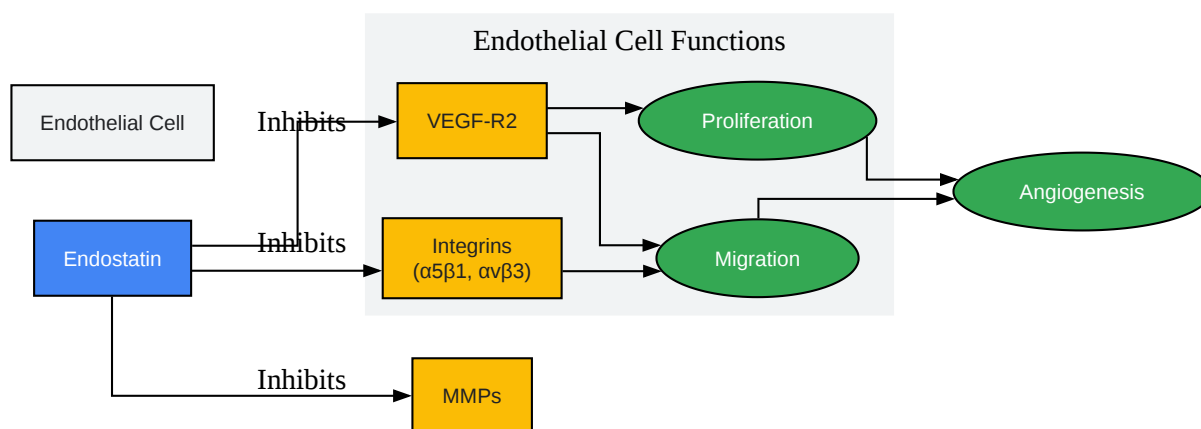 Endothelial Cell Functions
Endothelial Cell
Inhibits
VEGF-R2
Proliferation
Angiogenesis
Endostatin
Inhibits
Integrins
(α5β1, αvβ3)
Migration
Inhibits
MMPs